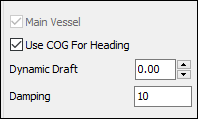 Main Vessel
Use COG For Heading
Dynamic Draft 0.00
Damping 10